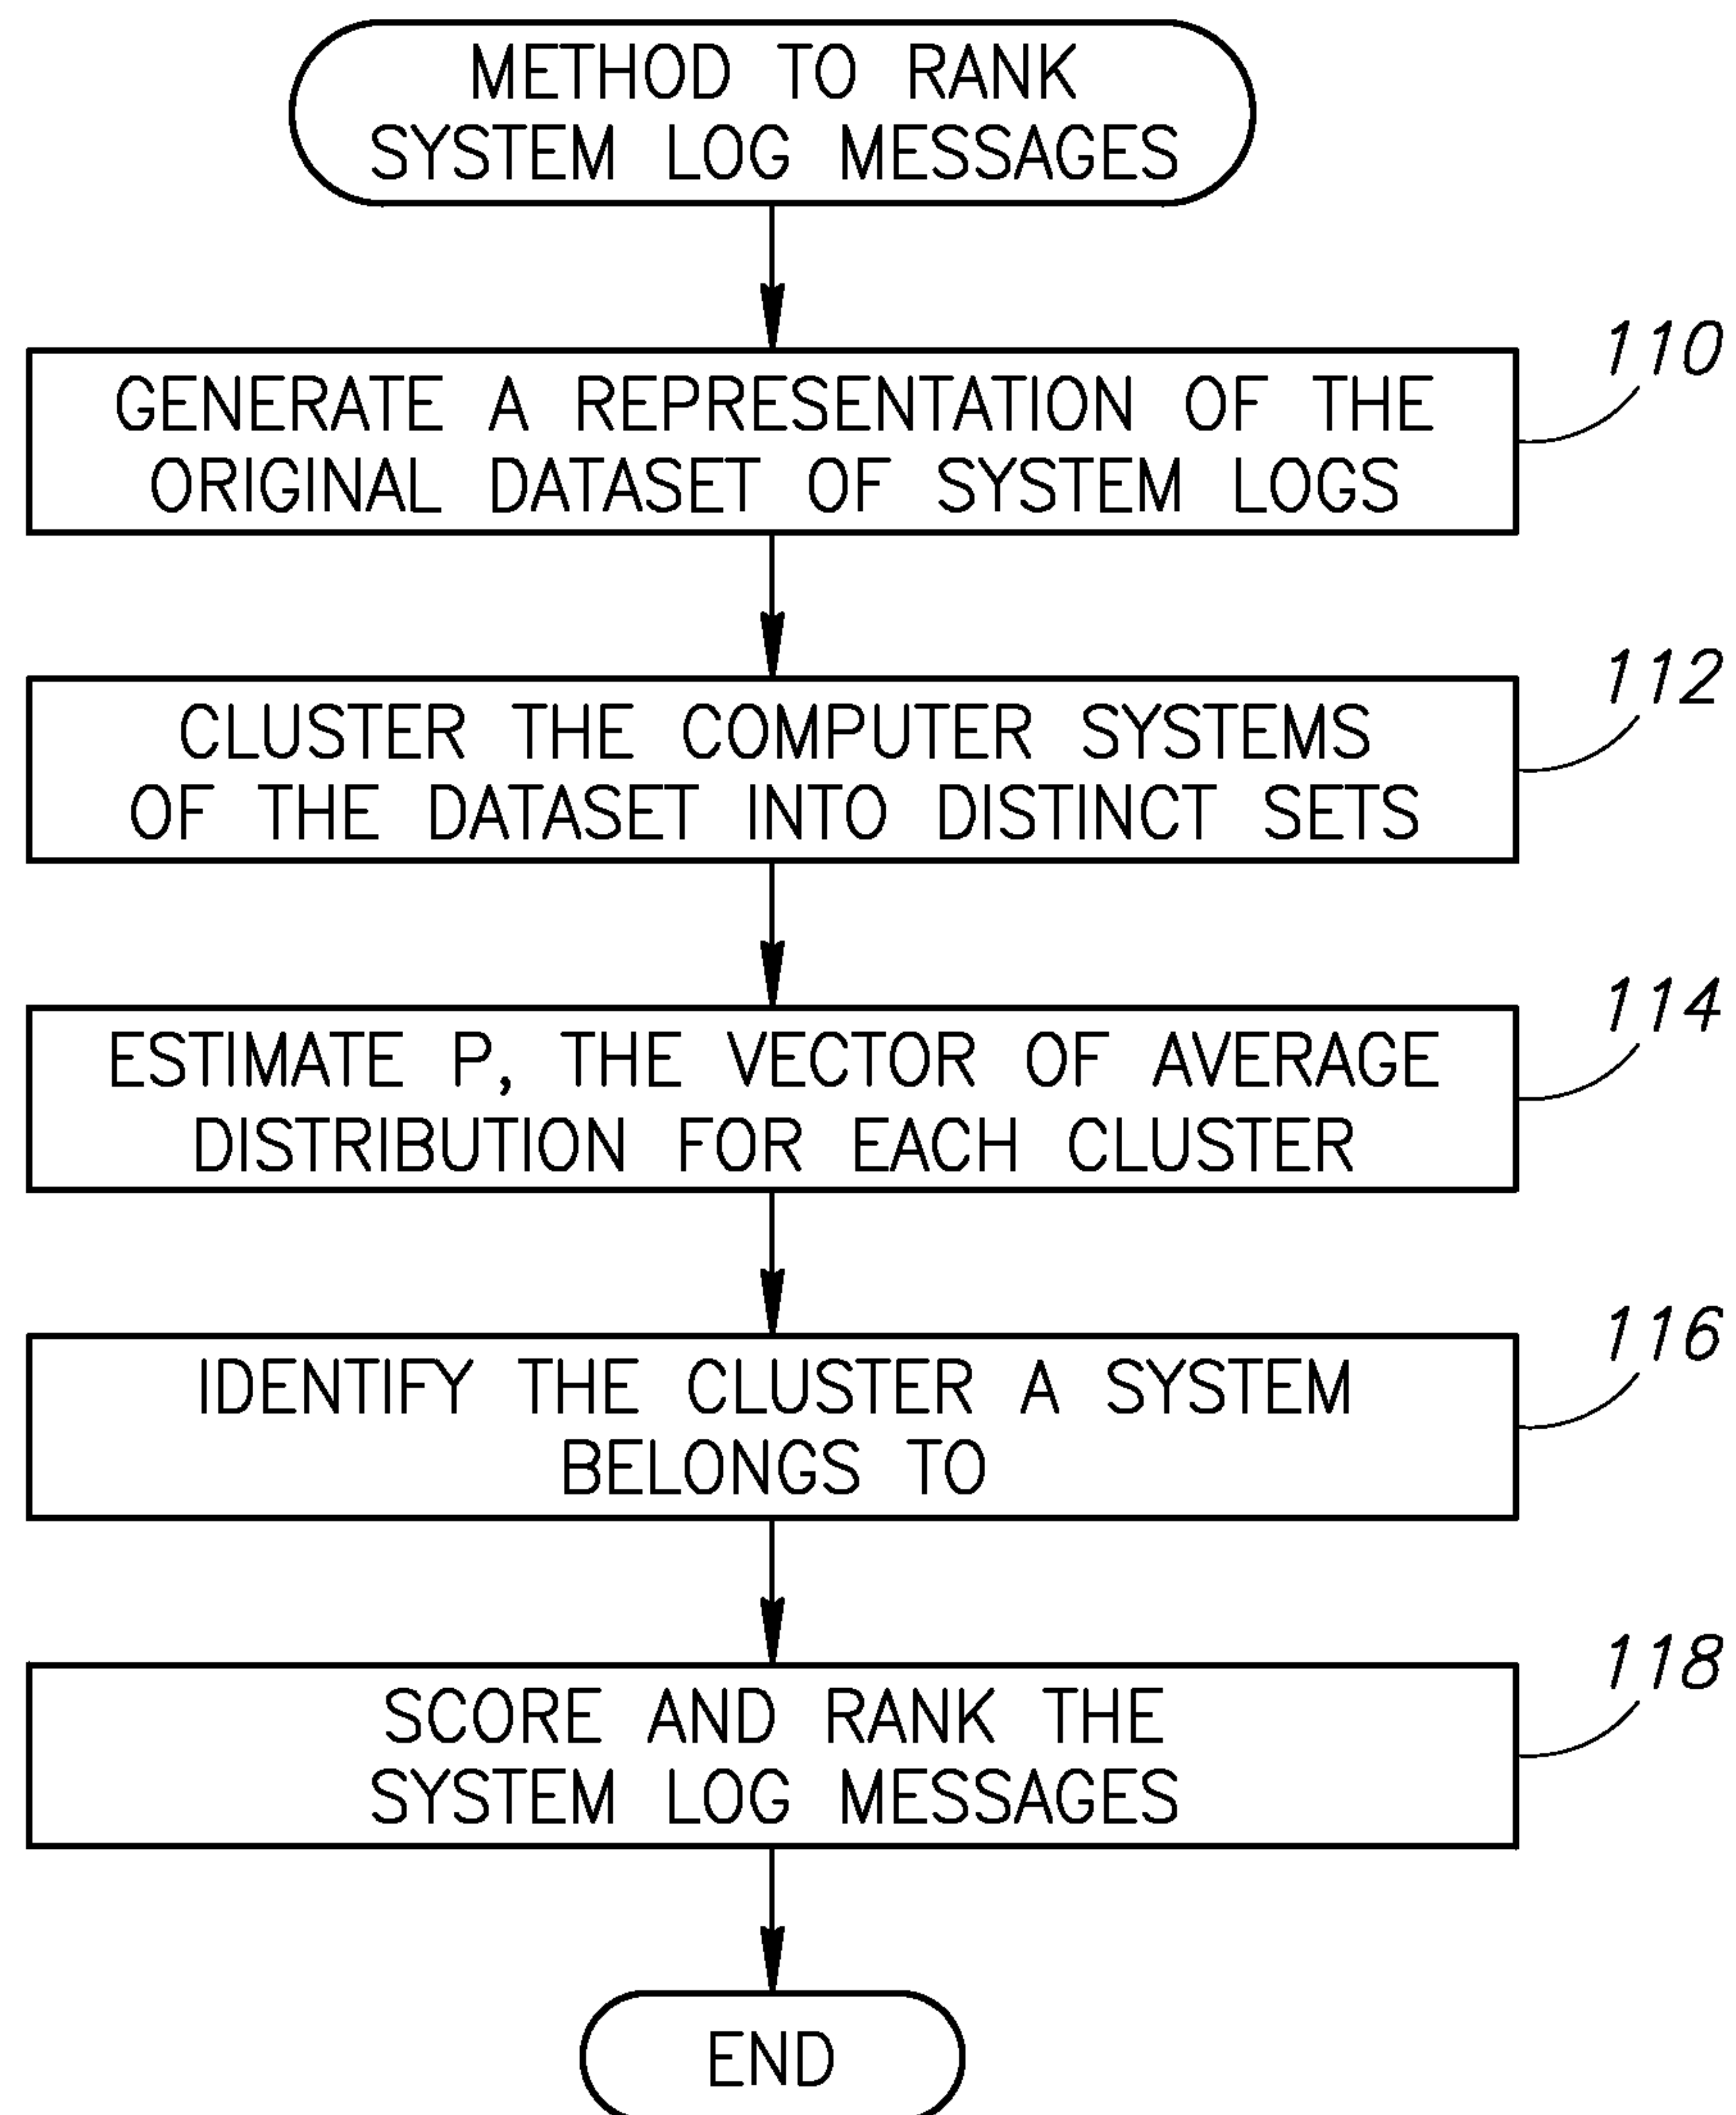 METHOD TO RANK
SYSTEM LOG MESSAGES
110
GENERATE A REPRESENTATION OF THE
ORIGINAL DATASET OF SYSTEM LOGS
112
CLUSTER THE COMPUTER SYSTEMS
OF THE DATASET INTO DISTINCT SETS
114
ESTIMATE P, THE VECTOR OF AVERAGE
DISTRIBUTION FOR EACH CLUSTER
116
IDENTIFY THE CLUSTER A SYSTEM
BELONGS TO
118
SCORE AND RANK THE
SYSTEM LOG MESSAGES
END